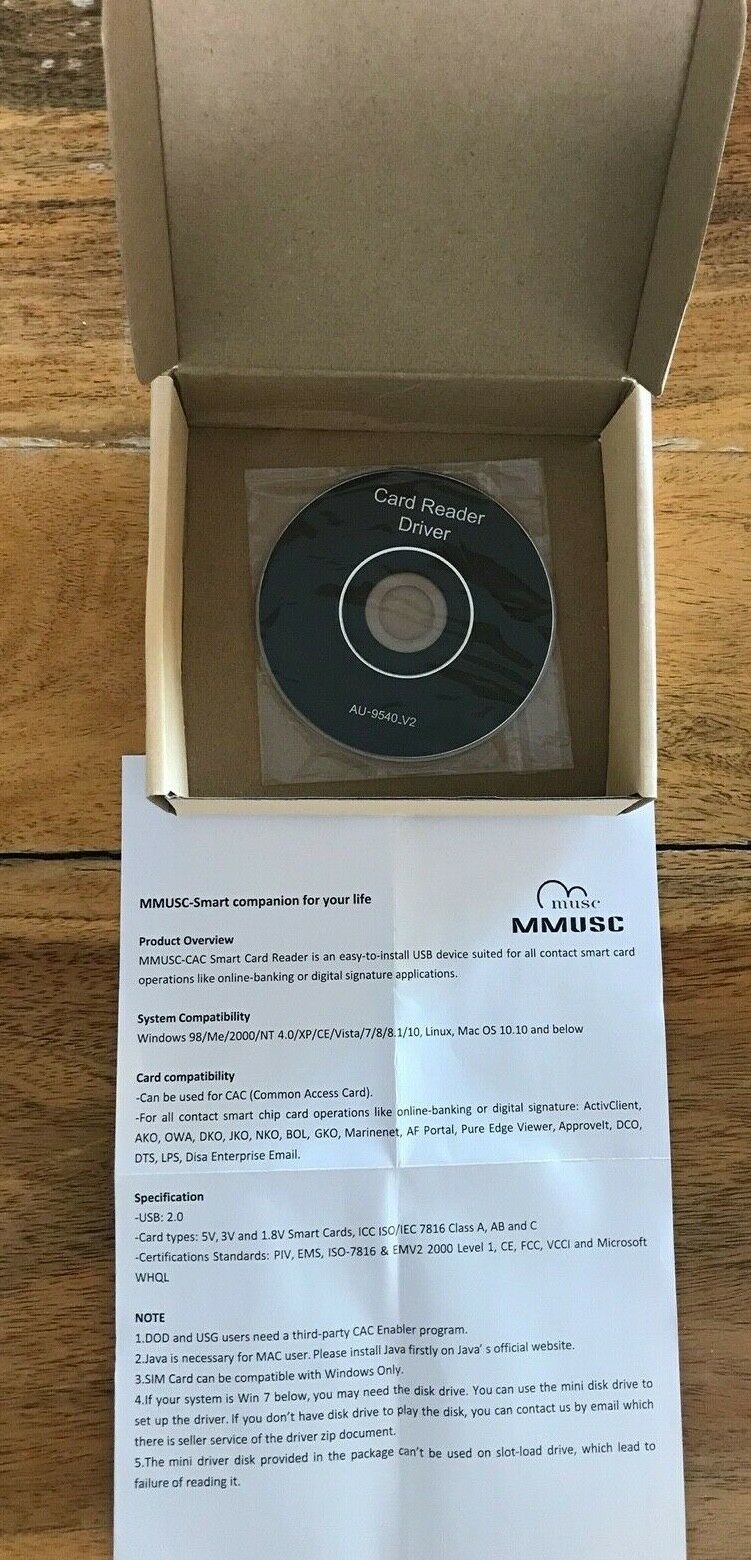 Card Reader
Driver
AU-9540_V2
MMUSC-Smart companion for your life
musc
MMUSC
Product Overview
MMUSC-CAC Smart Card Reader is an easy-to-install USB device suited for all contact smart card
operations like online-banking or digital signature applications.
System Compatibility
Windows 98/Me/2000/NT 4.0/XP/CE/Vista/7/8/8.1/10, Linux, Mac OS 10.10 and below
Card compatibility
-Can be used for CAC (Common Access Card).
-For all contact smart chip card operations like online-banking or digital signature: ActivClient,
AKO, OWA, DKO, JKO, NKO, BOL, GKO, Marinenet, AF Portal, Pure Edge Viewer, ApproveIt, DCO,
DTS, LPS, Disa Enterprise Email.
Specification
-USB: 2.0
-Card types: 5V, 3V and 1.8V Smart Cards, ICC ISO/IEC 7816 Class A, AB and C
-Certifications Standards: PIV, EMS, ISO-7816 & EMV2 2000 Level 1, CE, FCC, VCCI and Microsoft
WHQL
NOTE
1.DOD and USG users need a third-party CAC Enabler program.
2.Java is necessary for MAC user. Please install Java firstly on Java' s official website.
3.SIM Card can be compatible with Windows Only.
4.If your system is Win 7 below, you may need the disk drive. You can use the mini disk drive to
set up the driver. If you don't have disk drive to play the disk, you can contact us by email which
there is seller service of the driver zip document.
5.The mini driver disk provided in the package can't be used on slot-load drive, which lead to
failure of reading it.